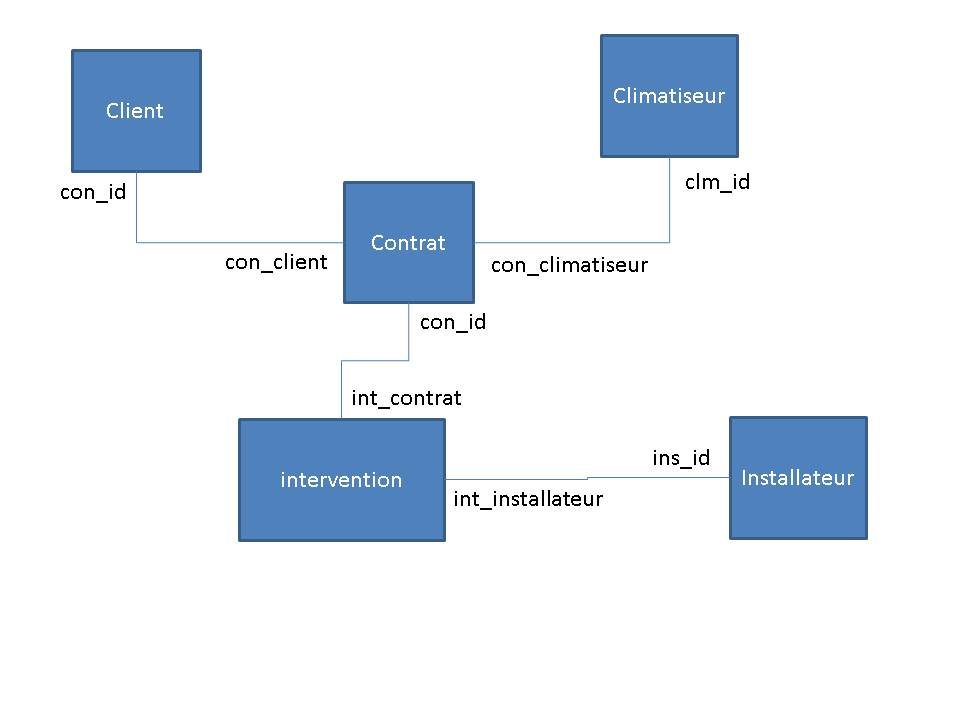 Client
Climatiseur
con_id
clm_id
Contrat
con_client
con_climatiseur
con_id
int_contrat
intervention
ins_id
Installateur
int_installateur